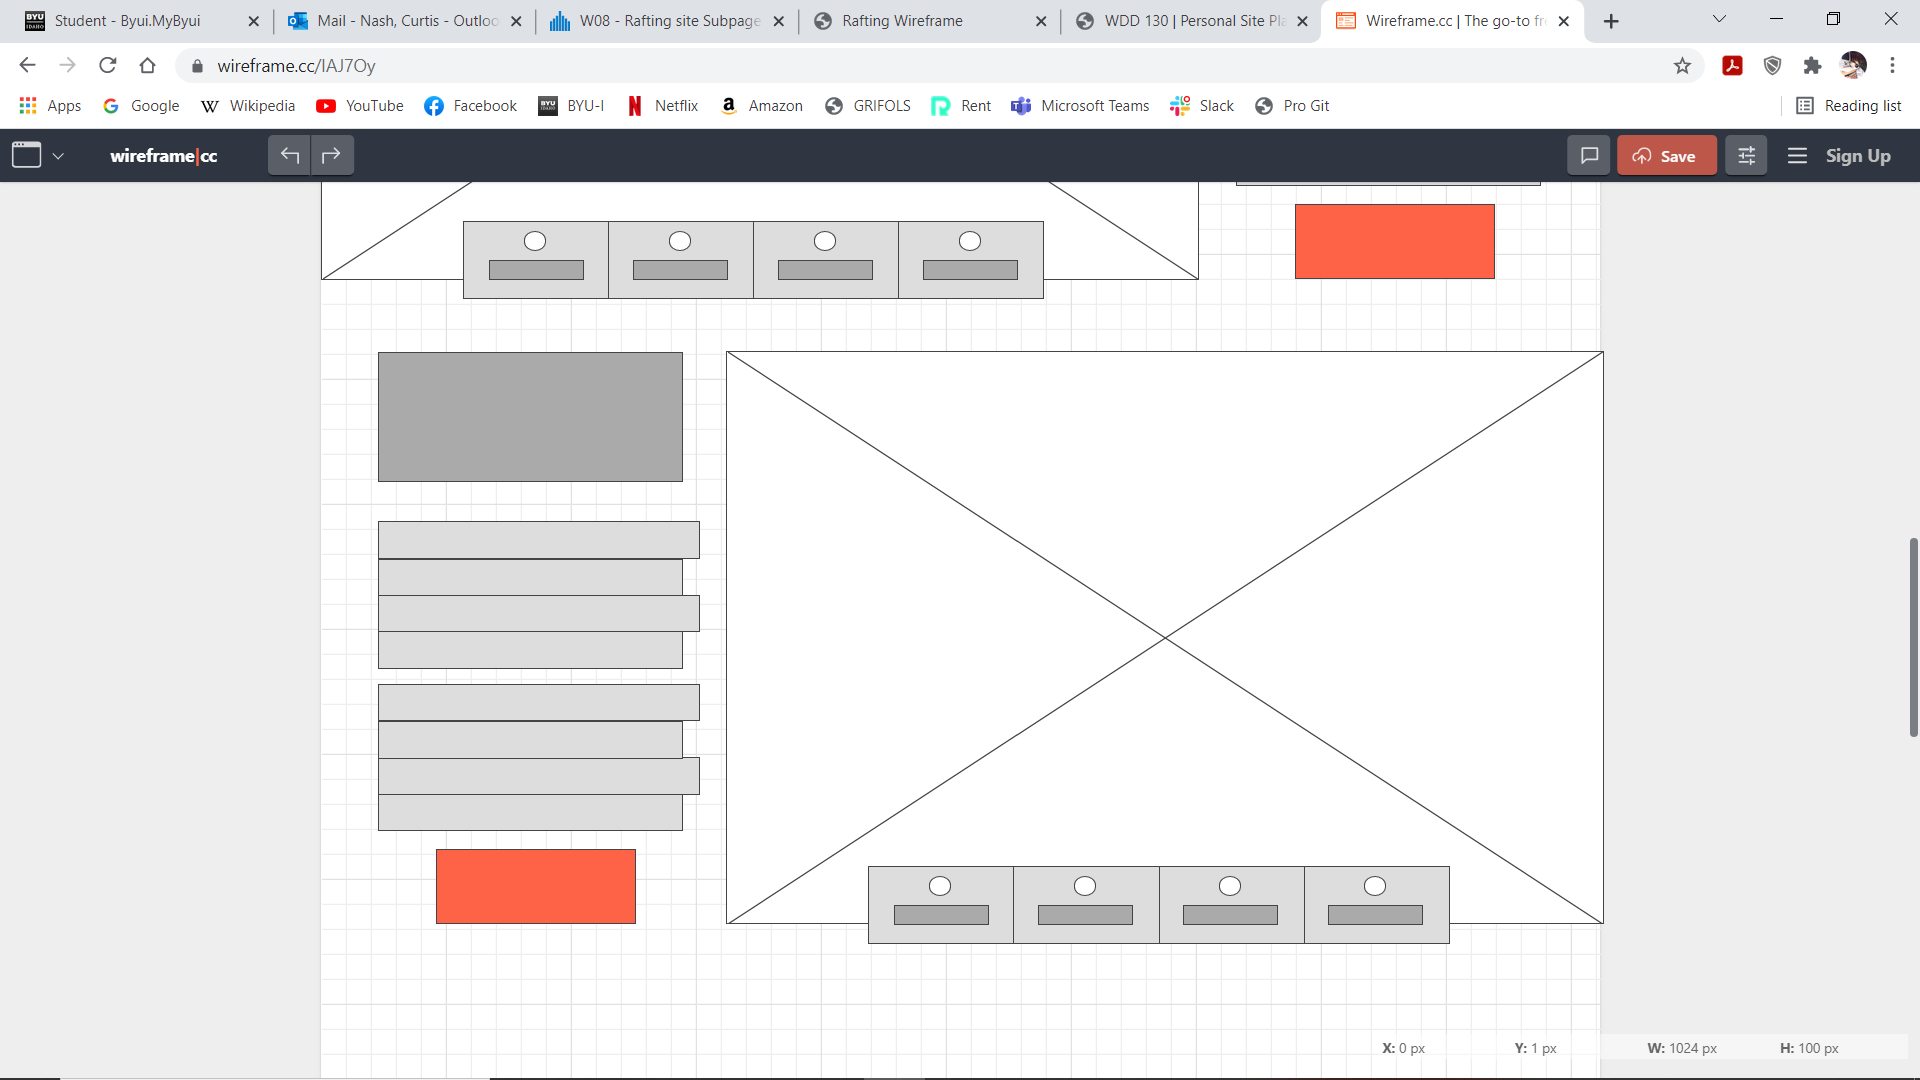 Student - Byui.MyByui
Mail - Nash, Curtis - Outloo
W08 - Rafting site Subpage
Rafting Wireframe
WDD 130 | Personal Site Pla
Wireframe.cc | The go-to fr
wireframe.cc/IAJ7Oy
Apps
Google
Wikipedia
YouTube
Facebook
BYU-I
Netflix
Amazon
GRIFOLS
Rent
Microsoft Teams
Slack
Pro Git
Reading list
wireframe|cc
Save
Sign Up
X: 0 px
Y: 1 px
W: 1024 px
H: 100 px